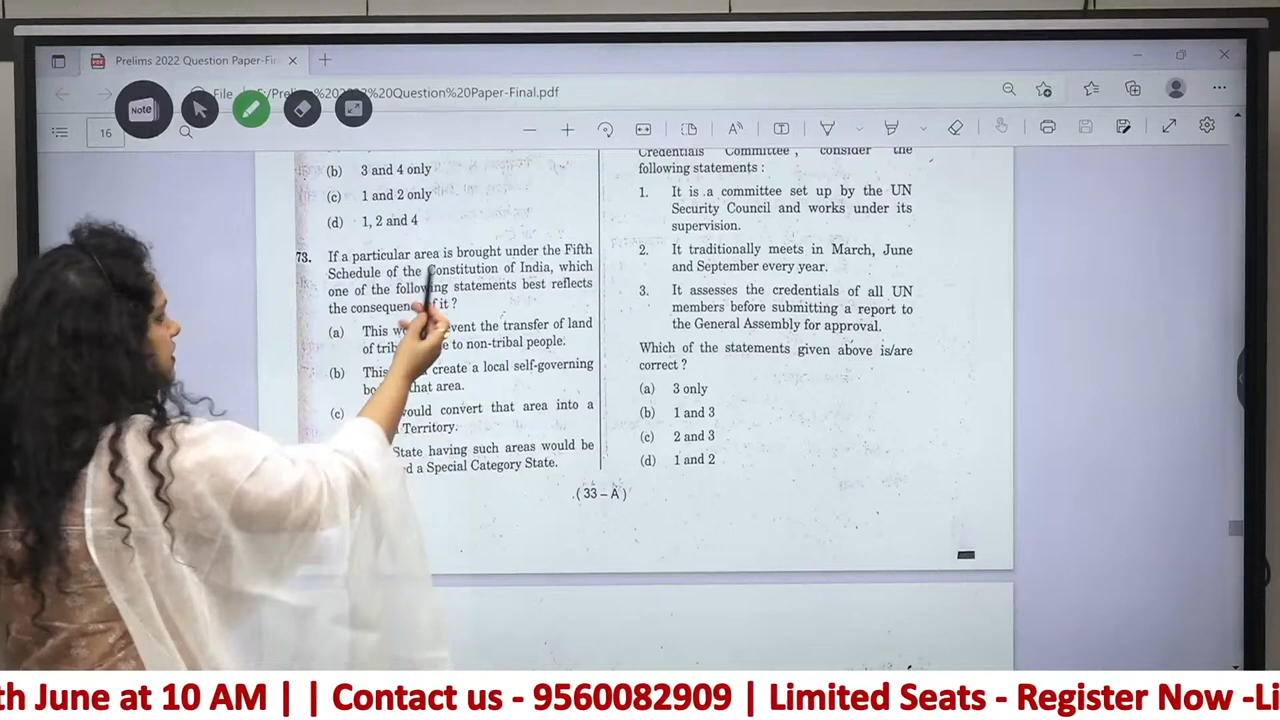 Prelims 2022 Question Paper-Fin
File
2022%20Question%20Paper-Final.pdf
Note
16
(b) 3 and 4 only
(c) 1 and 2 only
(d) 1, 2 and 4
73. If a particular area is brought under the Fifth
Schedule of the Constitution of India, which
one of the following statements best reflects
the consequen of it ?
(a) This w event the transfer of land
of trib e to non-tribal people.
(b) This create a local self-governing
bo that area.
(c) ould convert that area into a
Territory.
State having such areas would be
d a Special Category State.
Credentials Committee, consider the
following statements :
1. It is a committee set up by the UN
Security Council and works under its
supervision.
2. It traditionally meets in March, June
and September every year.
3. It assesses the credentials of all UN
members before submitting a report to
the General Assembly for approval.
Which of the statements given above is/are
correct ?
(a) 3 only
(b) 1 and 3
(c) 2 and 3
(d) 1 and 2
(33 – A)
th June at 10 AM | | Contact us - 9560082909 | Limited Seats - Register Now -Li